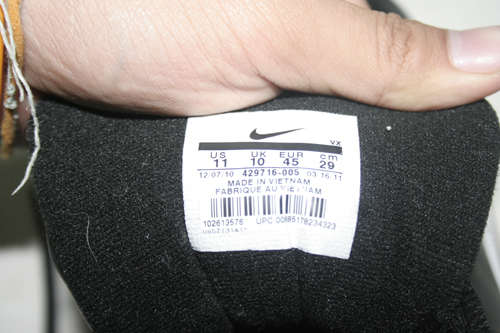 VX
US UK EUR cm
11 10 45 29
12.07.10 429716-005 03.16.11
MADE IN VIETNAM
FABRIQUE AU VIETNAM
102613576 UPC 00885178234323